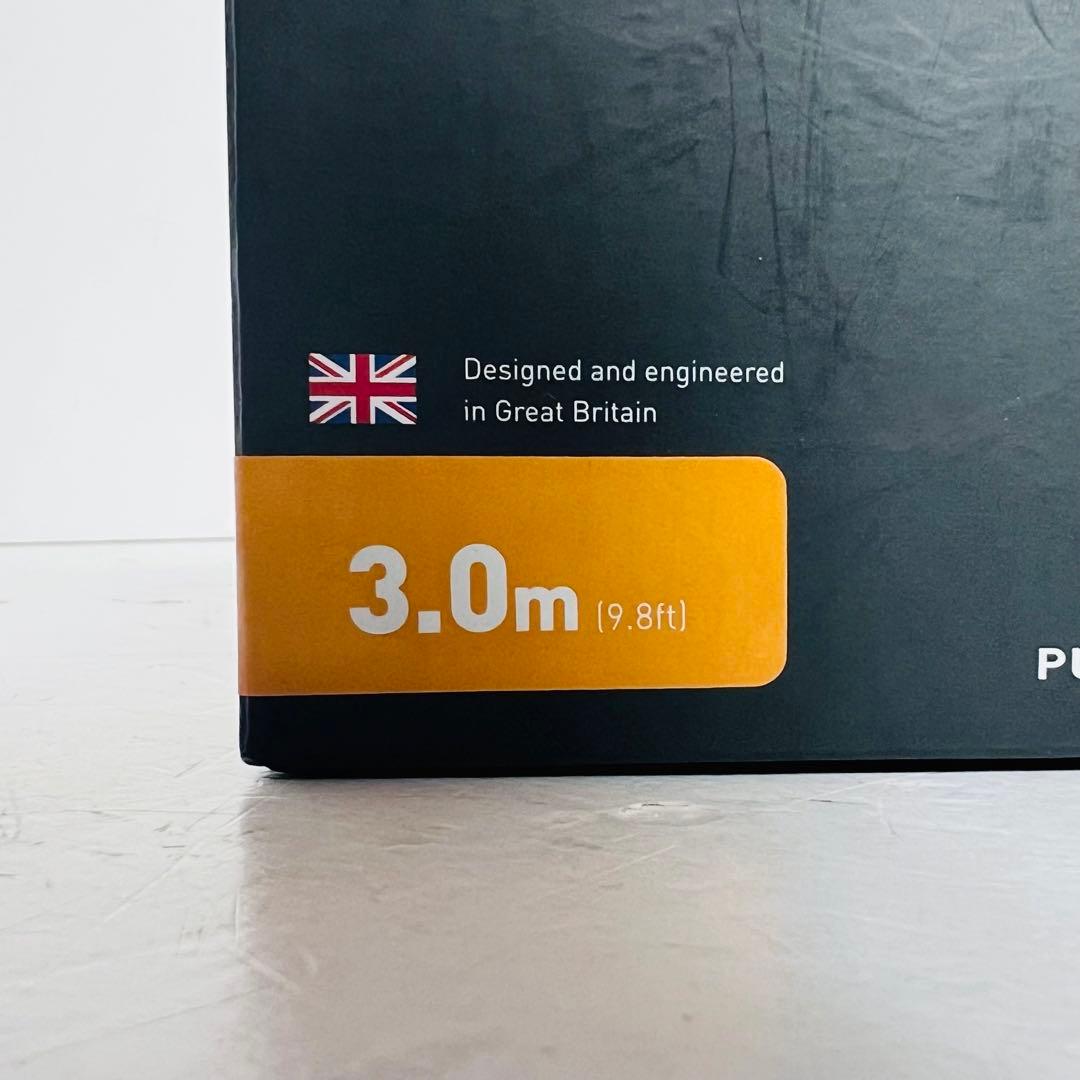 Designed and engineered
in Great Britain
3.0m (9.8ft)